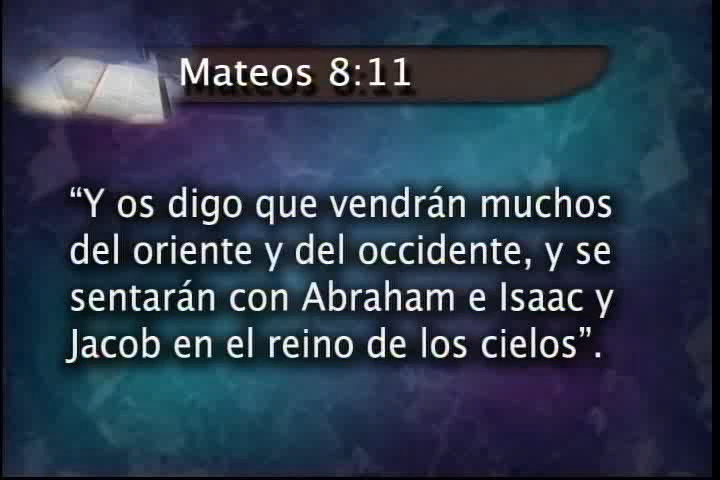 Mateos 8:11
“Y os digo que vendrán muchos
del oriente y del occidente, y se
sentarán con Abraham e Isaac y
Jacob en el reino de los cielos”.